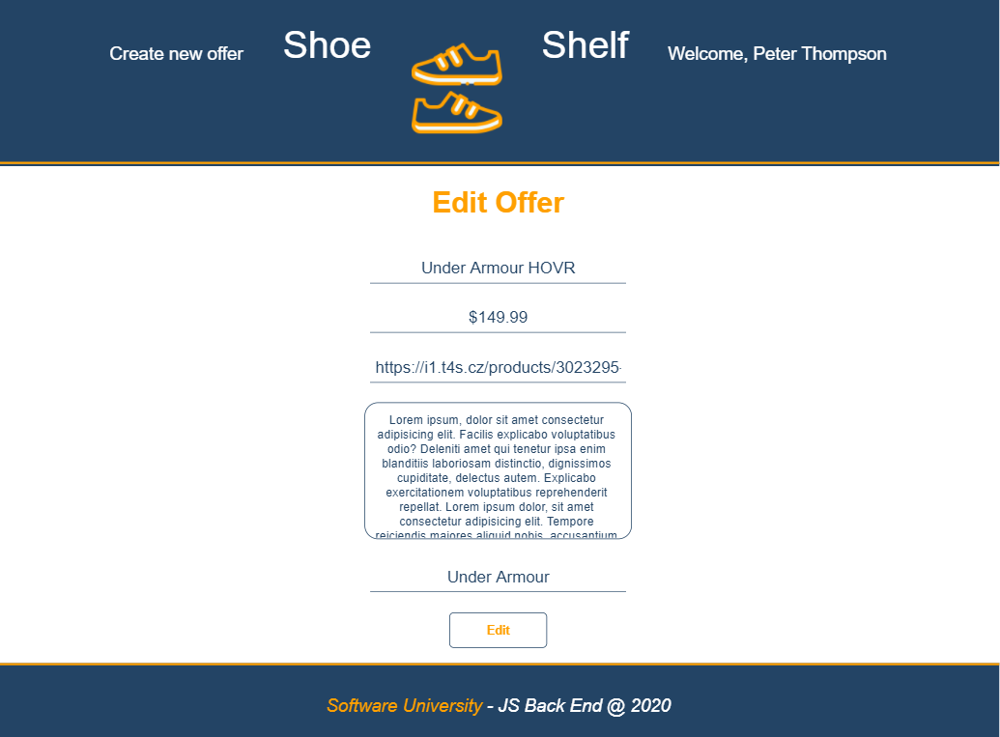 Create new offer
Shoe
Shelf
Welcome, Peter Thompson
Edit Offer
Under Armour HOVR
$149.99
https://i1.t4s.cz/products/3023295-
Lorem ipsum, dolor sit amet consectetur
adipisicing elit. Facilis explicabo voluptatibus
odio? Deleniti amet qui tenetur ipsa enim
blanditiis laboriosam distinctio, dignissimos
cupiditate, delectus autem. Explicabo
exercitationem voluptatibus reprehenderit
repellat. Lorem ipsum dolor, sit amet
consectetur adipisicing elit. Tempore
reiciendis maiores aliquid nobis, accusantium
Under Armour
Edit
Software University - JS Back End @ 2020